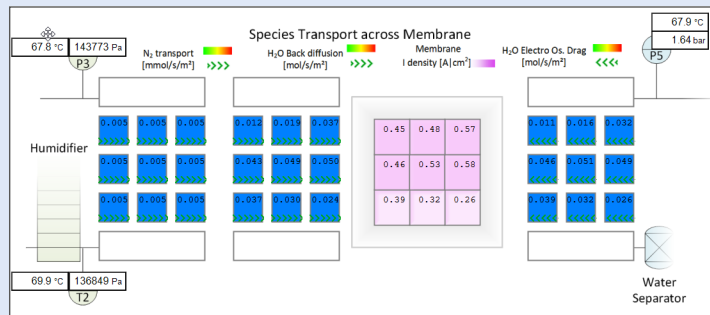 Species Transport across Membrane
67.9 °C
1.64 bar
P5
67.8 °C 143773 Pa
P3
N₂ transport
[mmol/s/m²]
>>>>
H₂O Back diffusion
[mol/s/m²]
>>>>
Membrane
I density [A|cm²]
H₂O Electro Os. Drag
[mol/s/m²]
<<<<
0.005 0.005 0.005 0.012 0.019 0.037 0.45 0.48 0.57 0.011 0.016 0.032
Humidifier
0.005 0.005 0.005 0.043 0.049 0.050 0.46 0.53 0.58 0.046 0.051 0.049
0.005 0.005 0.005 0.037 0.030 0.024 0.39 0.32 0.26 0.039 0.032 0.026
69.9 °C 136849 Pa
T2
Water
Separator